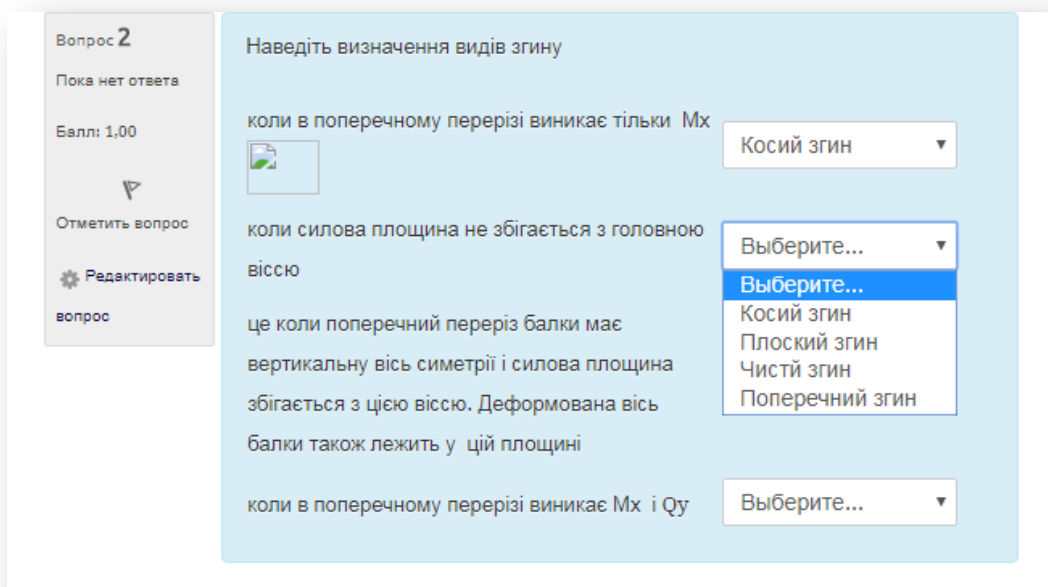 Вопрос 2
Пока нет ответа
Балл: 1,00
Отметить вопрос
Редактировать
вопрос
Наведіть визначення видів згину
коли в поперечному перерізі виникає тільки Mx
Косий згин
коли силова площина не збігається з головною
віссю
Выберите...
Выберите...
Косий згин
Плоский згин
Чистй згин
Поперечний згин
це коли поперечний переріз балки має
вертикальну вісь симетрії і силова площина
збігається з цією віссю. Деформована вісь
балки також лежить у цій площині
коли в поперечному перерізі виникає Mx і Qy
Выберите...